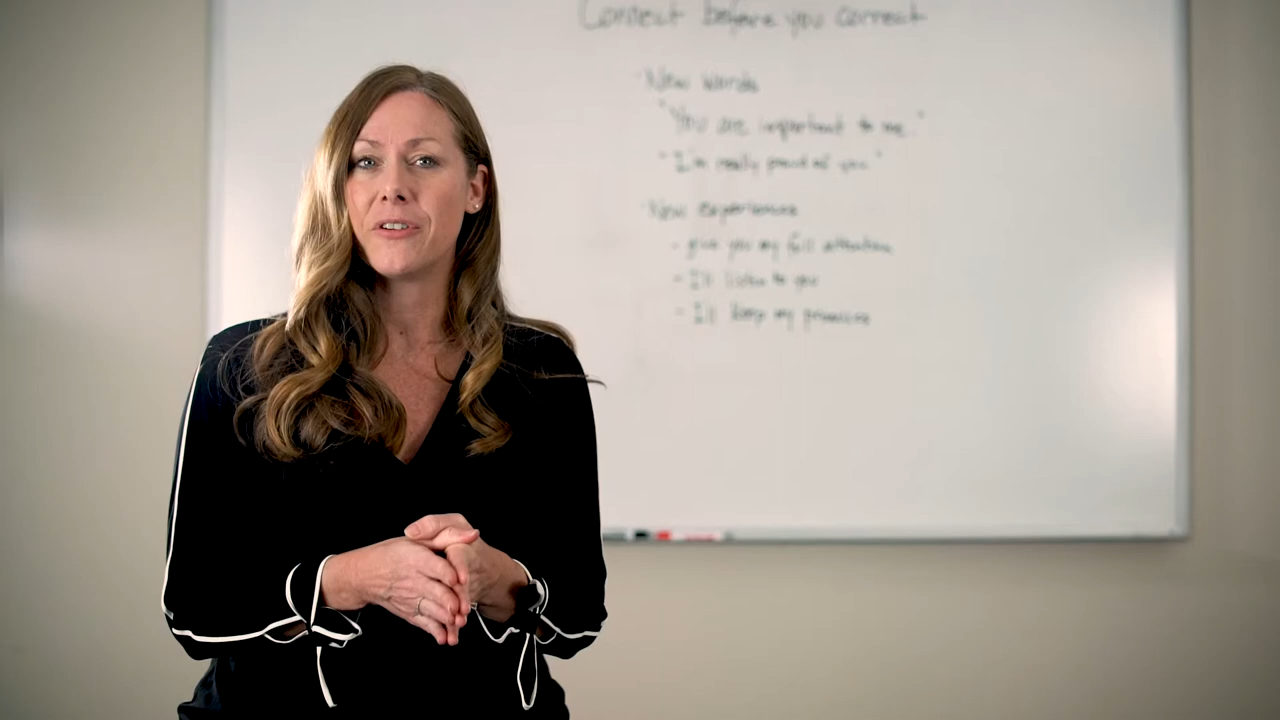 Connect before you correct
New words
"You are important to me."
"I'm really proud of you"
New experiences
- give you my full attention
- I'll listen to you
- I'll keep my promises